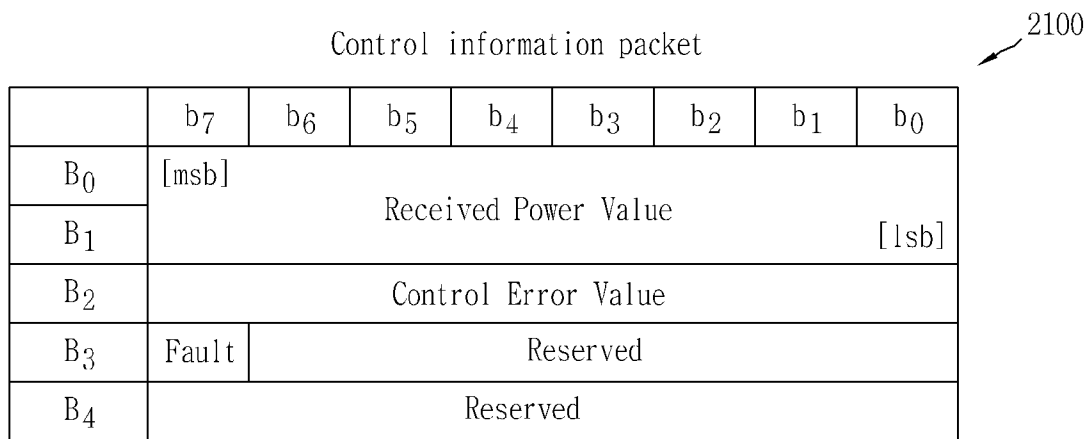 2100
Control information packet
b7 b6 b5 b4 b3 b2 b1 b0
B0 [msb]
Received Power Value
B1 [lsb]
B2 Control Error Value
B3 Fault Reserved
B4 Reserved